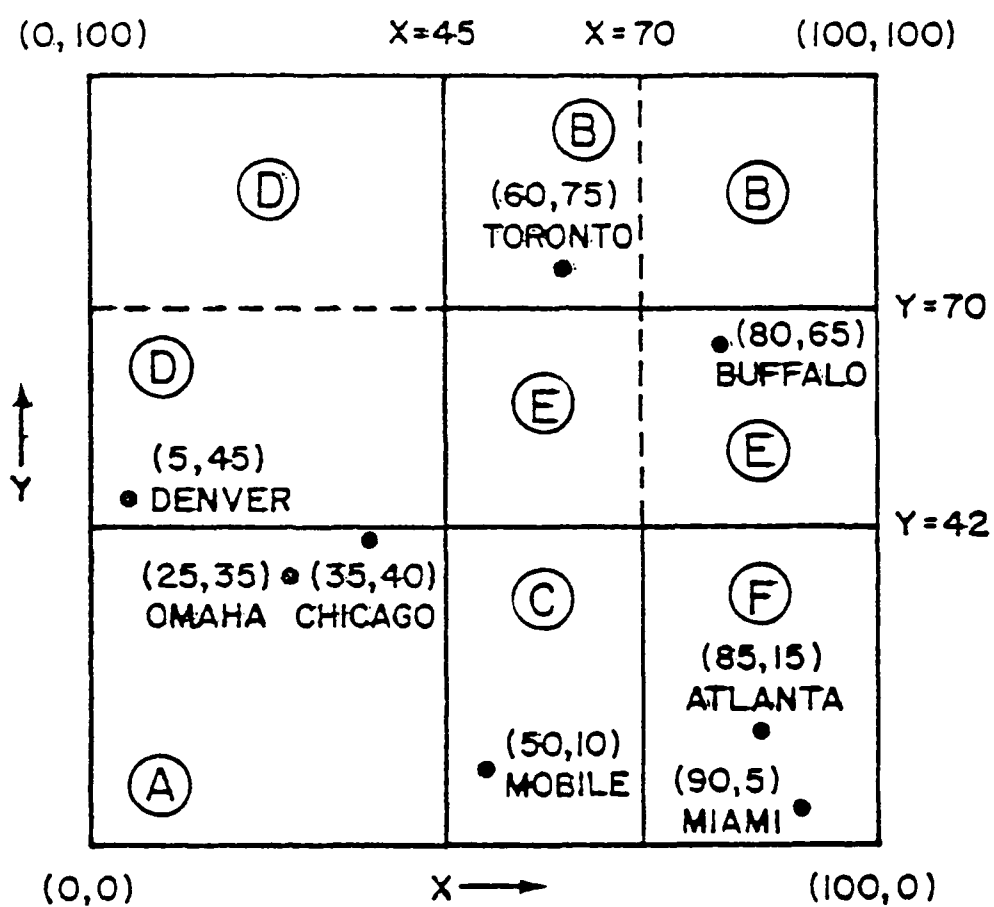 (0,100) X=45 X=70 (100,100)
B
D
B
(60,75)
TORONTO
Y=70
(80,65)
BUFFALO
D
E
E
(5,45)
DENVER
Y
Y=42
(25,35) (35,40)
OMAHA CHICAGO
C
F
(85,15)
ATLANTA
(50,10)
MOBILE
(90,5)
MIAMI
A
(0,0) X (100,0)